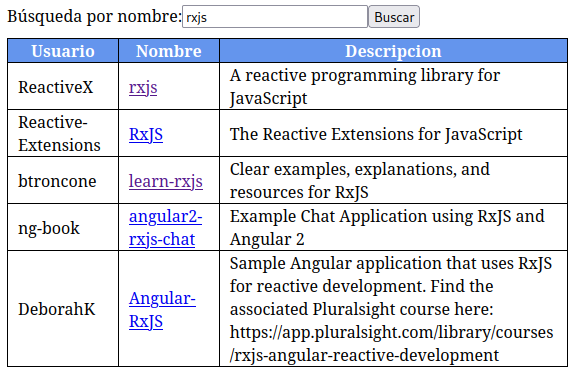 Búsqueda por nombre: rxjs Buscar
Usuario Nombre Descripcion
ReactiveX rxjs A reactive programming library for
JavaScript
Reactive-
Extensions RxJS The Reactive Extensions for JavaScript
btroncone learn-rxjs Clear examples, explanations, and
resources for RxJS
ng-book angular2-
rxjs-chat Example Chat Application using RxJS and
Angular 2
DeborahK Angular-
RxJS Sample Angular application that uses RxJS
for reactive development. Find the
associated Pluralsight course here:
https://app.pluralsight.com/library/courses
/rxjs-angular-reactive-development